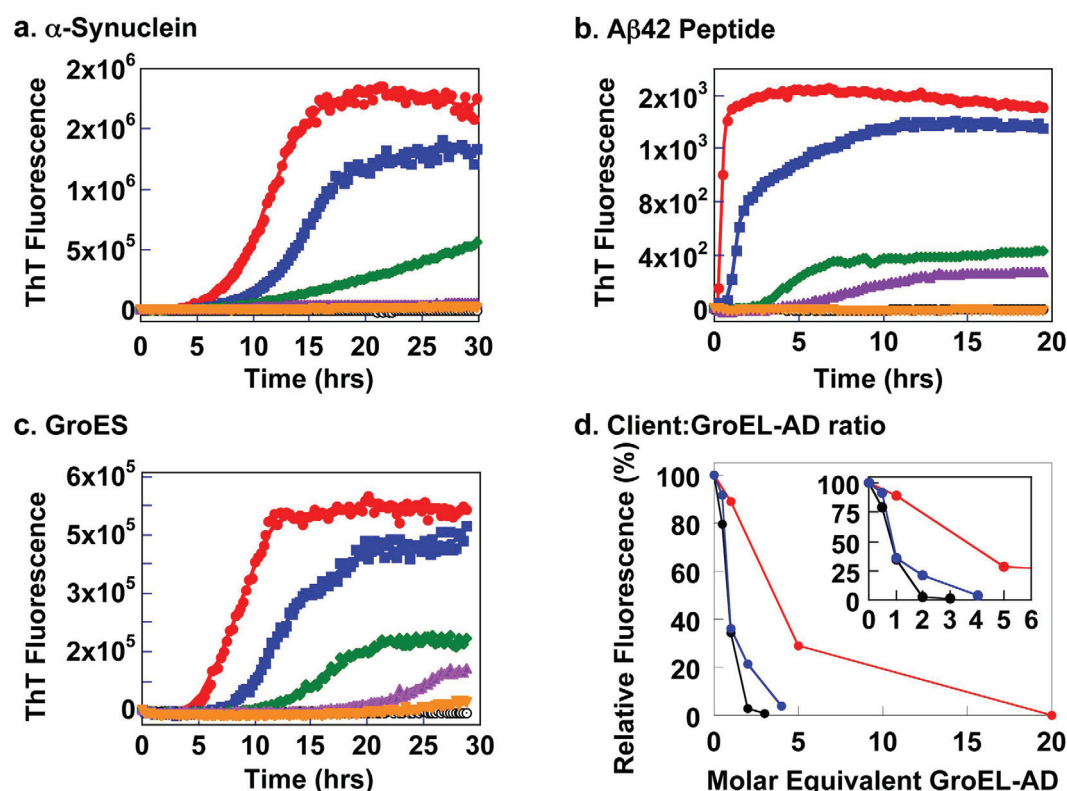 a. α-Synuclein
ThT Fluorescence
2x10⁶
2x10⁶
1x10⁶
5x10⁵
0
0 5 10 15 20 25 30
Time (hrs)
b. Aβ42 Peptide
ThT Fluorescence
2x10³
1x10³
8x10²
4x10²
0
0 5 10 15 20
Time (hrs)
c. GroES
ThT Fluorescence
6x10⁵
5x10⁵
3x10⁵
2x10⁵
0
0 5 10 15 20 25 30
Time (hrs)
d. Client:GroEL-AD ratio
Relative Fluorescence (%)
100
80
60
40
20
0
0 5 10 15 20
Molar Equivalent GroEL-AD
100
75
50
25
0
0 1 2 3 4 5 6